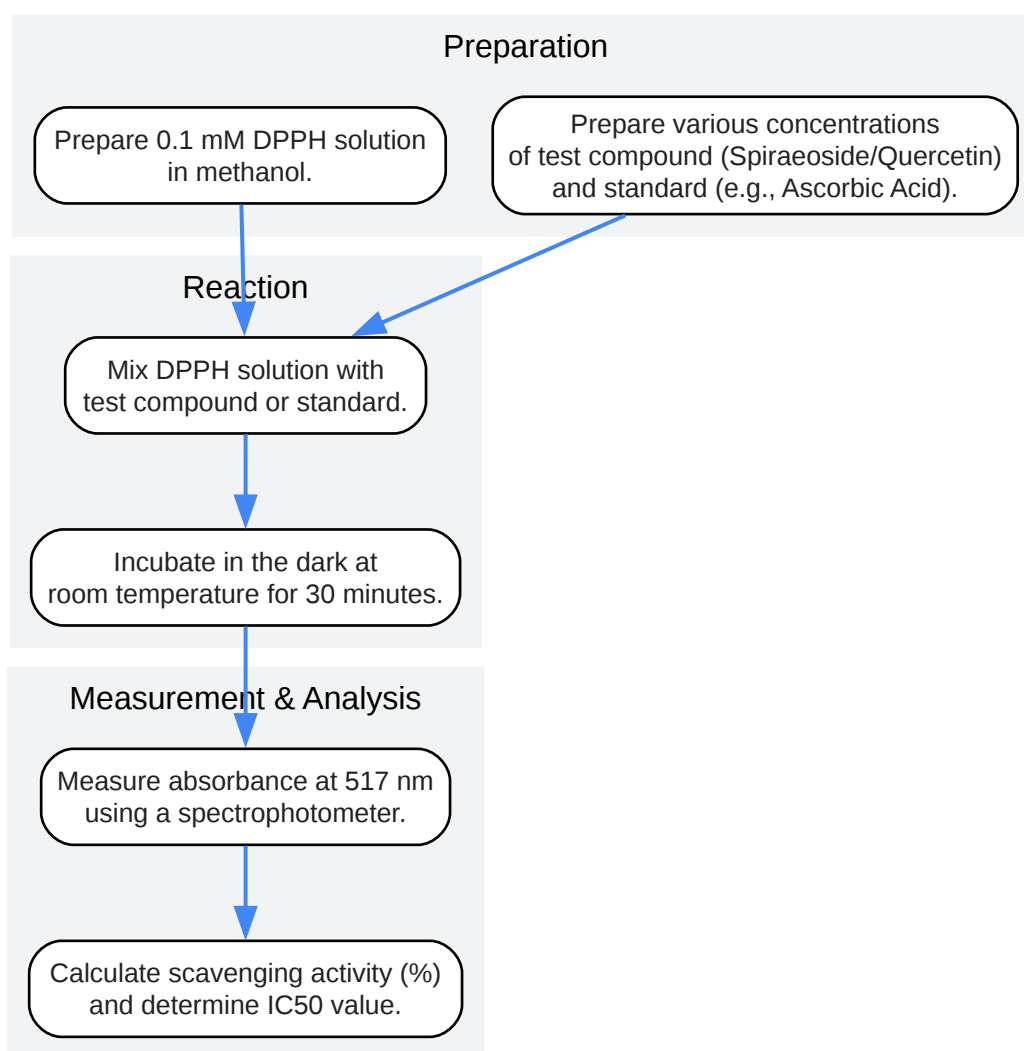 Preparation
Prepare 0.1 mM DPPH solution
in methanol.
Prepare various concentrations
of test compound (Spiraeoside/Quercetin)
and standard (e.g., Ascorbic Acid).
Reaction
Mix DPPH solution with
test compound or standard.
Incubate in the dark at
room temperature for 30 minutes.
Measurement & Analysis
Measure absorbance at 517 nm
using a spectrophotometer.
Calculate scavenging activity (%)
and determine IC50 value.